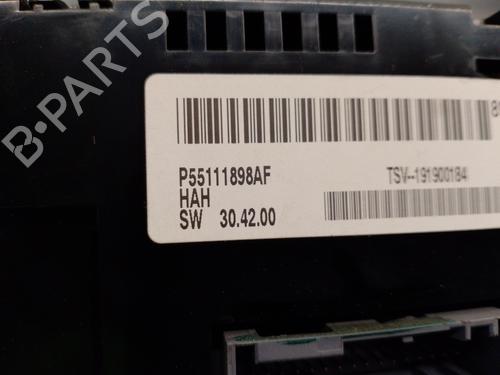 P55111898AF
HAH
SW 30.42.00
TSV--191900184
B-PARTS